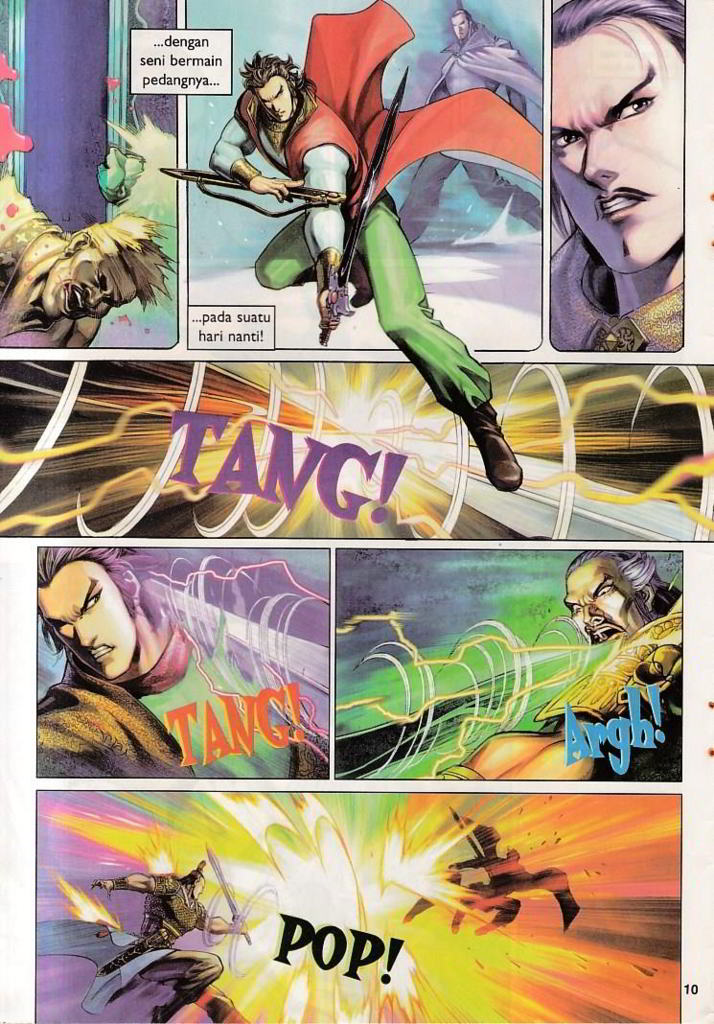 ...dengan
seni bermain
pedangnya...
...pada suatu
hari nanti!
TANG!
TANG!
Argh!
POP!
10